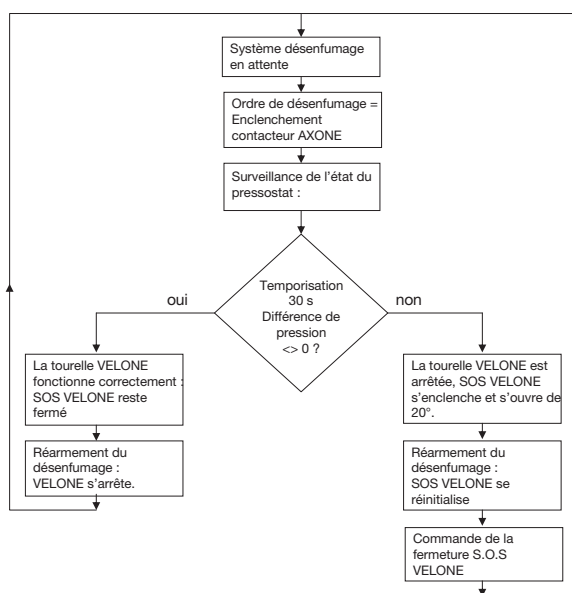 Système désenfumage
en attente
Ordre de désenfumage =
Enclenchement
contacteur AXONE
Surveillance de l'état du
pressostat :
Temporisation
30 s
Différence de
pression
<> 0 ?
oui
non
La tourelle VELONE
fonctionne correctement :
SOS VELONE reste
fermé
Réarmement du
désenfumage :
VELONE s'arrête.
La tourelle VELONE est
arrêtée, SOS VELONE
s'enclenche et s'ouvre de
20°.
Réarmement du
désenfumage :
SOS VELONE se
réinitialise
Commande de la
fermeture S.O.S
VELONE